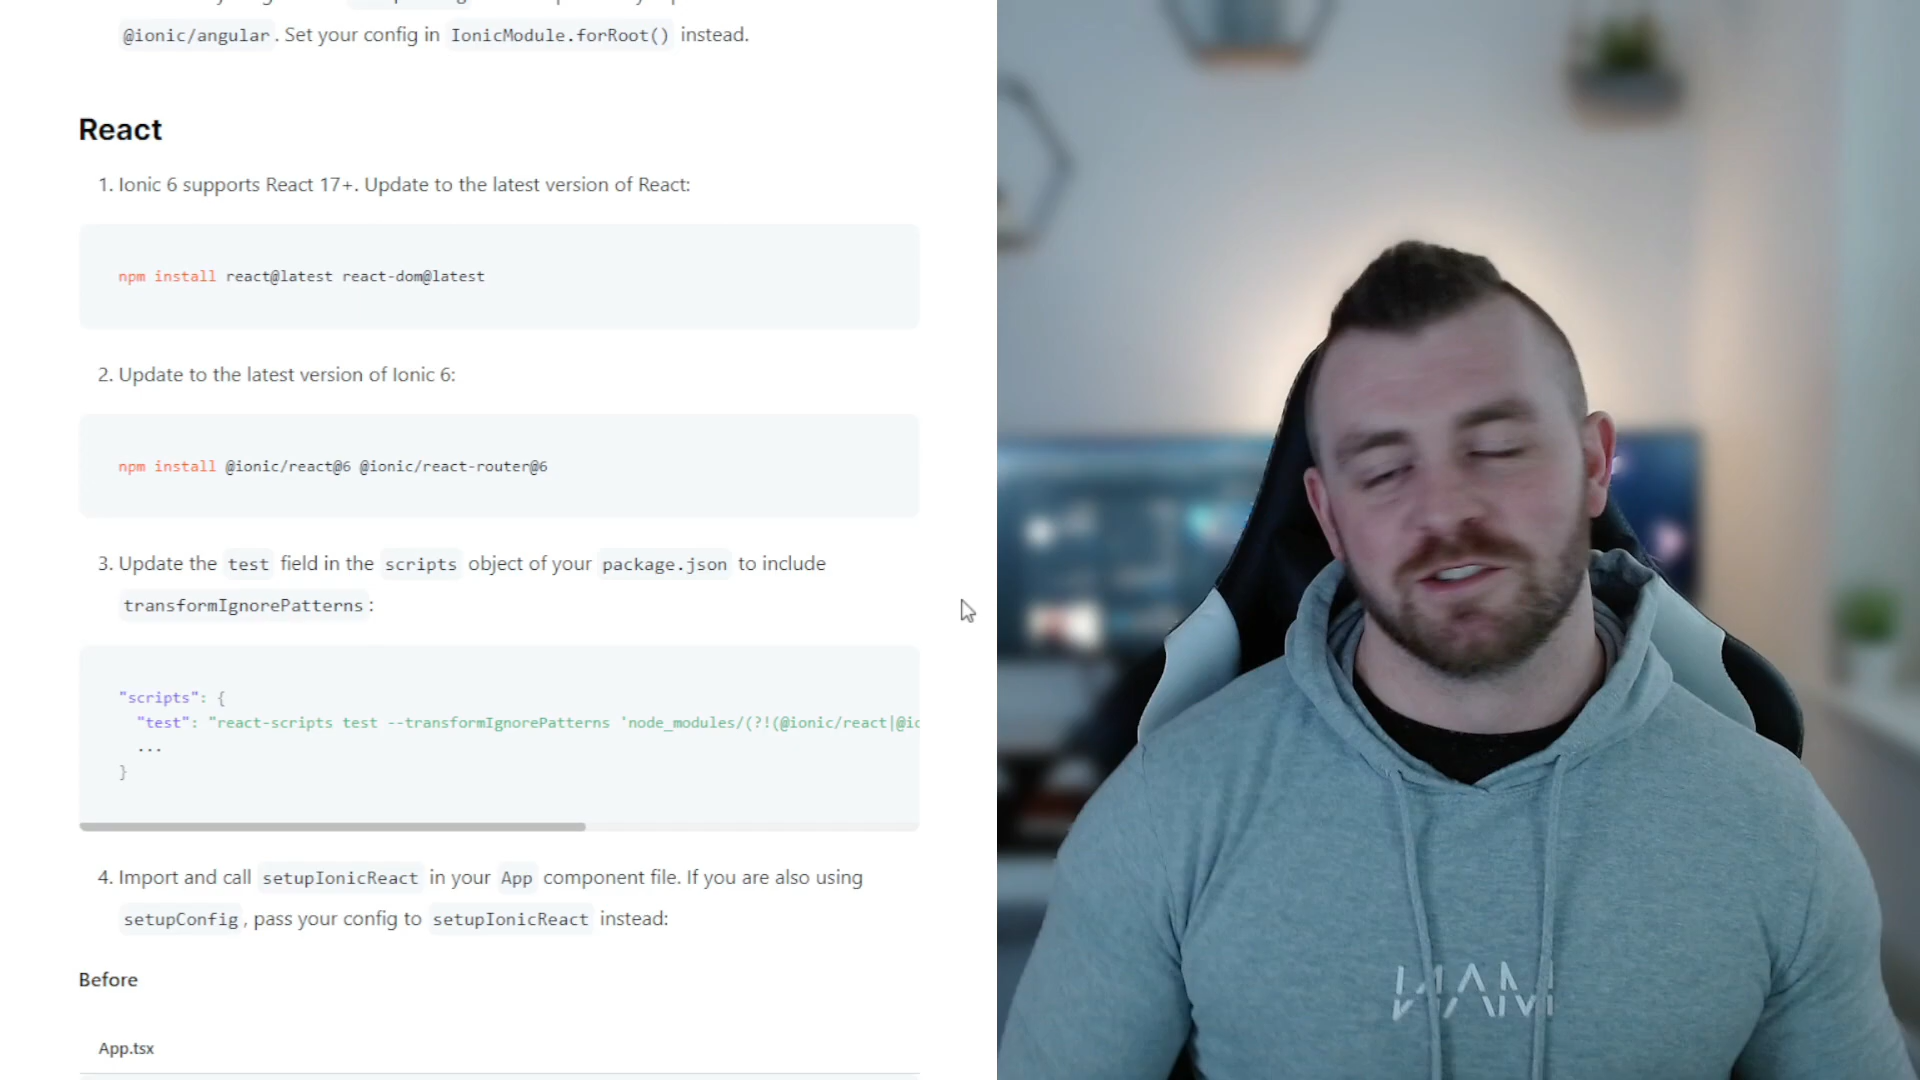 @ionic/angular. Set your config in IonicModule.forRoot() instead.
React
1. Ionic 6 supports React 17+. Update to the latest version of React:
npm install react@latest react-dom@latest
2. Update to the latest version of Ionic 6:
npm install @ionic/react@6 @ionic/react-router@6
3. Update the test field in the scripts object of your package.json to include
transformIgnorePatterns:
"scripts": {
"test": "react-scripts test --transformIgnorePatterns 'node_modules/(?!(@ionic/react|@io
...
}
4. Import and call setupIonicReact in your App component file. If you are also using
setupConfig, pass your config to setupIonicReact instead:
Before
App.tsx